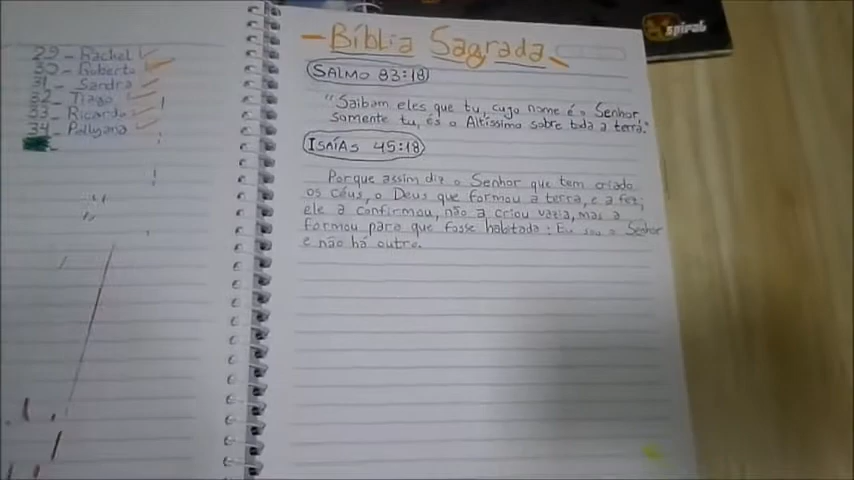 29 - Rachel
30 - Roberto
31 - Sandra
32 - Tiago
33 - Ricardo
34 - Pollyana
spiral
- Bíblia Sagrada -
SALMO 83:18
"Saibam eles que tu, cujo nome é o Senhor,
somente tu, és o Altíssimo sobre toda a terra."
ISAÍAS 45:18
Porque assim diz o Senhor que tem criado
os céus, o Deus que formou a terra, e a fez;
ele a confirmou, não a criou vazia, mas a
formou para que fosse habitada: Eu sou o Senhor
e não há outro.